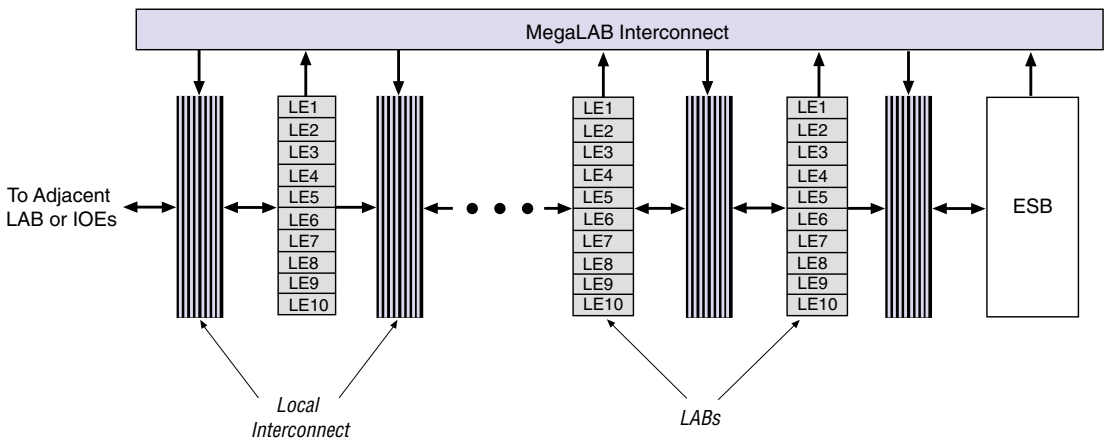 MegaLAB Interconnect
To Adjacent
LAB or IOEs
LE1
LE2
LE3
LE4
LE5
LE6
LE7
LE8
LE9
LE10
LE1
LE2
LE3
LE4
LE5
LE6
LE7
LE8
LE9
LE10
LE1
LE2
LE3
LE4
LE5
LE6
LE7
LE8
LE9
LE10
ESB
Local
Interconnect
LABs